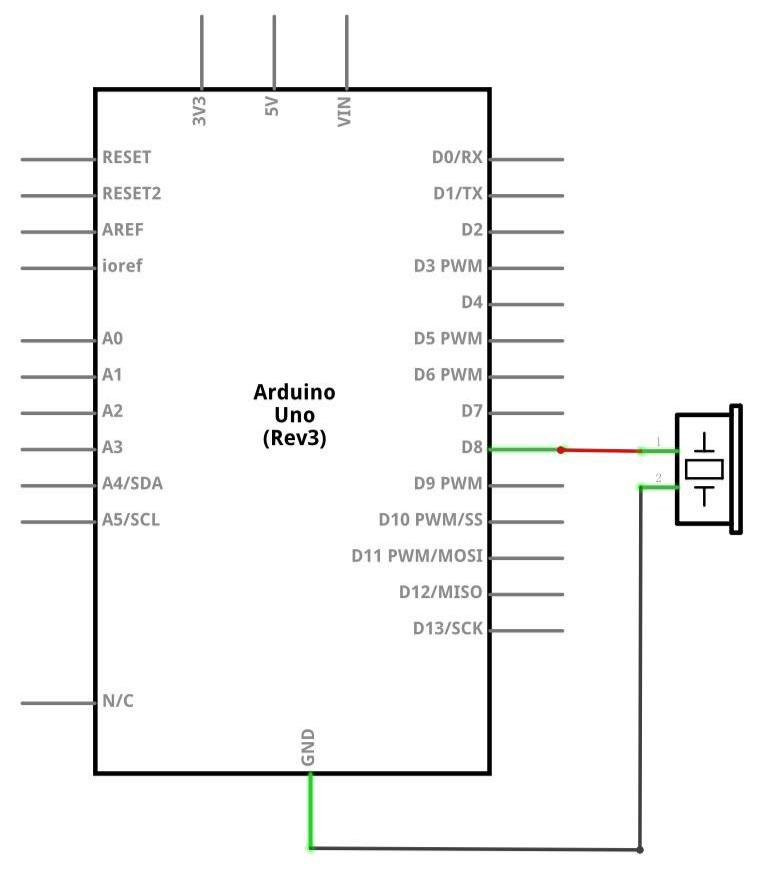 3V3 5V VIN
RESET D0/RX
RESET2 D1/TX
AREF D2
ioref D3 PWM
D4
A0 D5 PWM
A1 D6 PWM
A2 D7
A3 D8
A4/SDA D9 PWM
A5/SCL D10 PWM/SS
D11 PWM/MOSI
D12/MISO
D13/SCK
N/C
GND
Arduino
Uno
(Rev3)
1
2